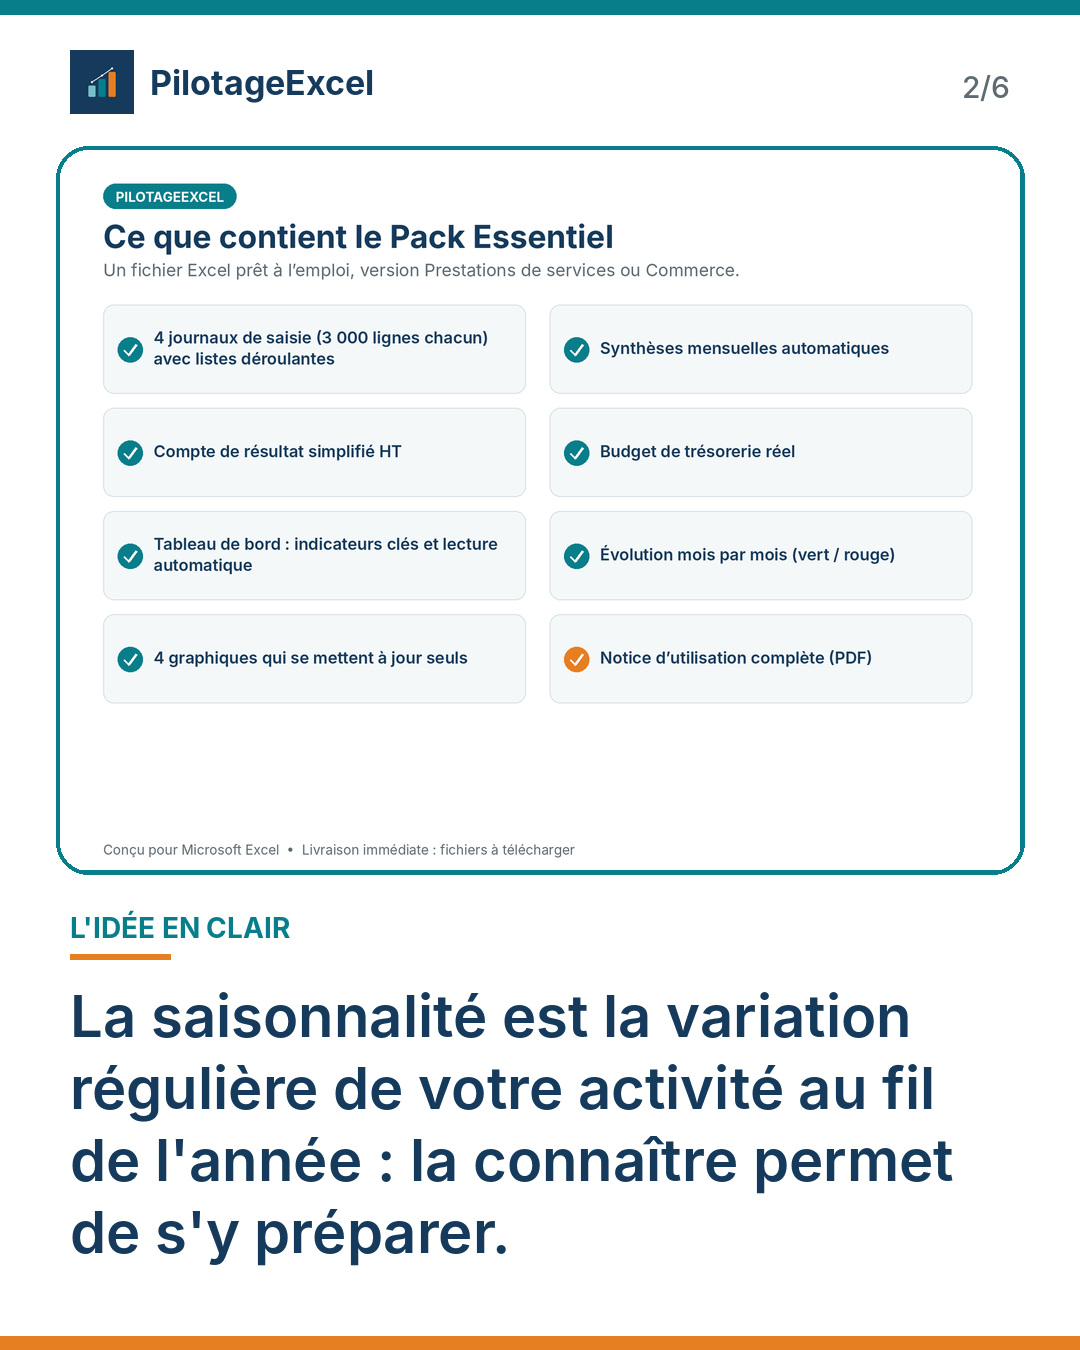 PilotageExcel
2/6
PILOTAGEEXCEL
Ce que contient le Pack Essentiel
Un fichier Excel prêt à l’emploi, version Prestations de services ou Commerce.
4 journaux de saisie (3 000 lignes chacun)
avec listes déroulantes
Synthèses mensuelles automatiques
Compte de résultat simplifié HT
Budget de trésorerie réel
Tableau de bord : indicateurs clés et lecture
automatique
Évolution mois par mois (vert / rouge)
4 graphiques qui se mettent à jour seuls
Notice d’utilisation complète (PDF)
Conçu pour Microsoft Excel • Livraison immédiate : fichiers à télécharger
L'IDÉE EN CLAIR
La saisonnalité est la variation
régulière de votre activité au fil
de l'année : la connaître permet
de s'y préparer.